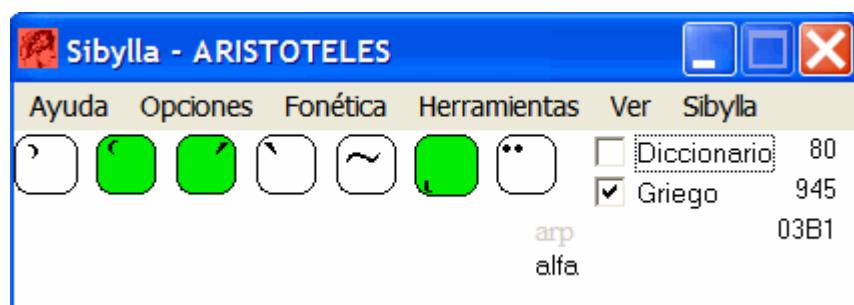 Sibylla - ARISTOTELES
Ayuda Opciones Fonética Herramientas Ver Sibylla
Diccionario 80
Griego 945
arp 03B1
alfa